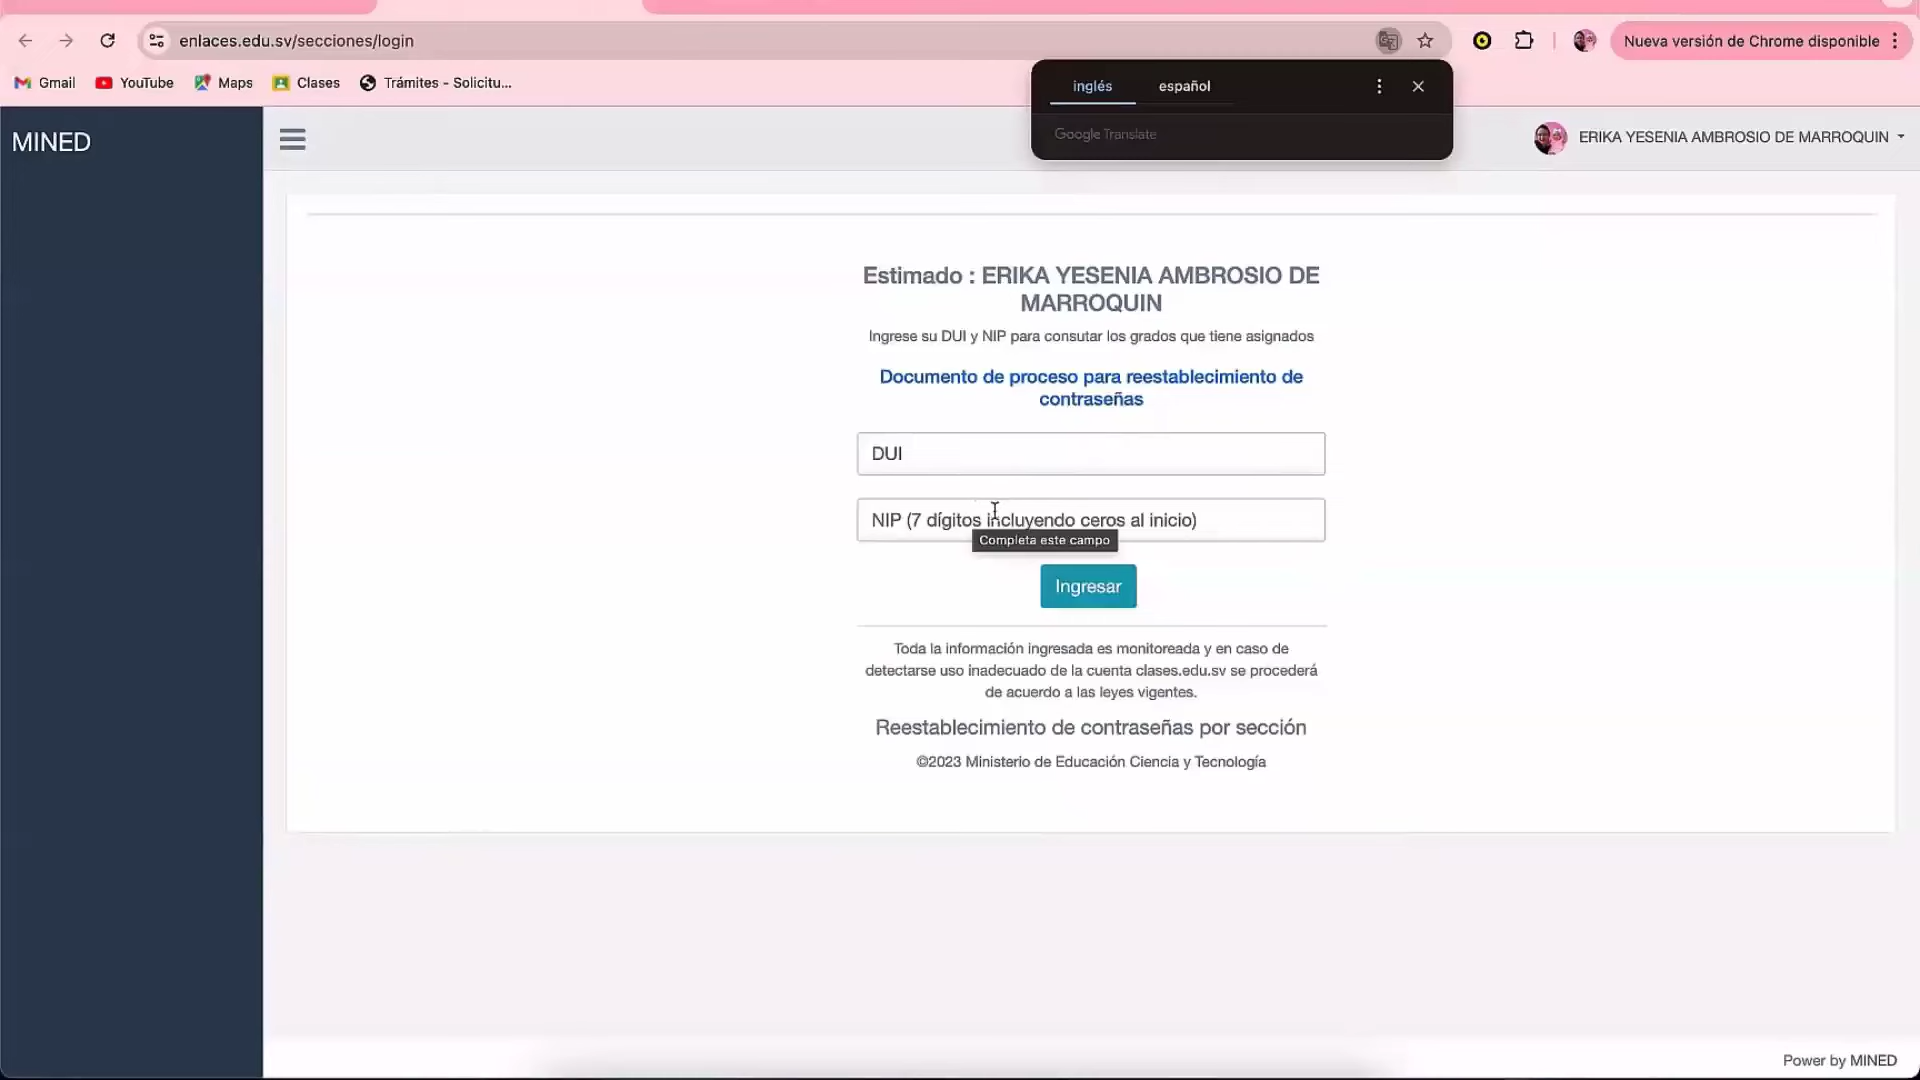 enlaces.edu.sv/secciones/login
Nueva versión de Chrome disponible
Gmail
YouTube
Maps
Clases
Trámites - Solicitu...
inglés
español
Google Translate
MINED
ERIKA YESENIA AMBROSIO DE MARROQUIN
Estimado : ERIKA YESENIA AMBROSIO DE
MARROQUIN
Ingrese su DUI y NIP para consutar los grados que tiene asignados
Documento de proceso para reestablecimiento de
contraseñas
DUI
NIP (7 dígitos incluyendo ceros al inicio)
Completa este campo
Ingresar
Toda la información ingresada es monitoreada y en caso de
detectarse uso inadecuado de la cuenta clases.edu.sv se procederá
de acuerdo a las leyes vigentes.
Reestablecimiento de contraseñas por sección
©2023 Ministerio de Educación Ciencia y Tecnología
Power by MINED